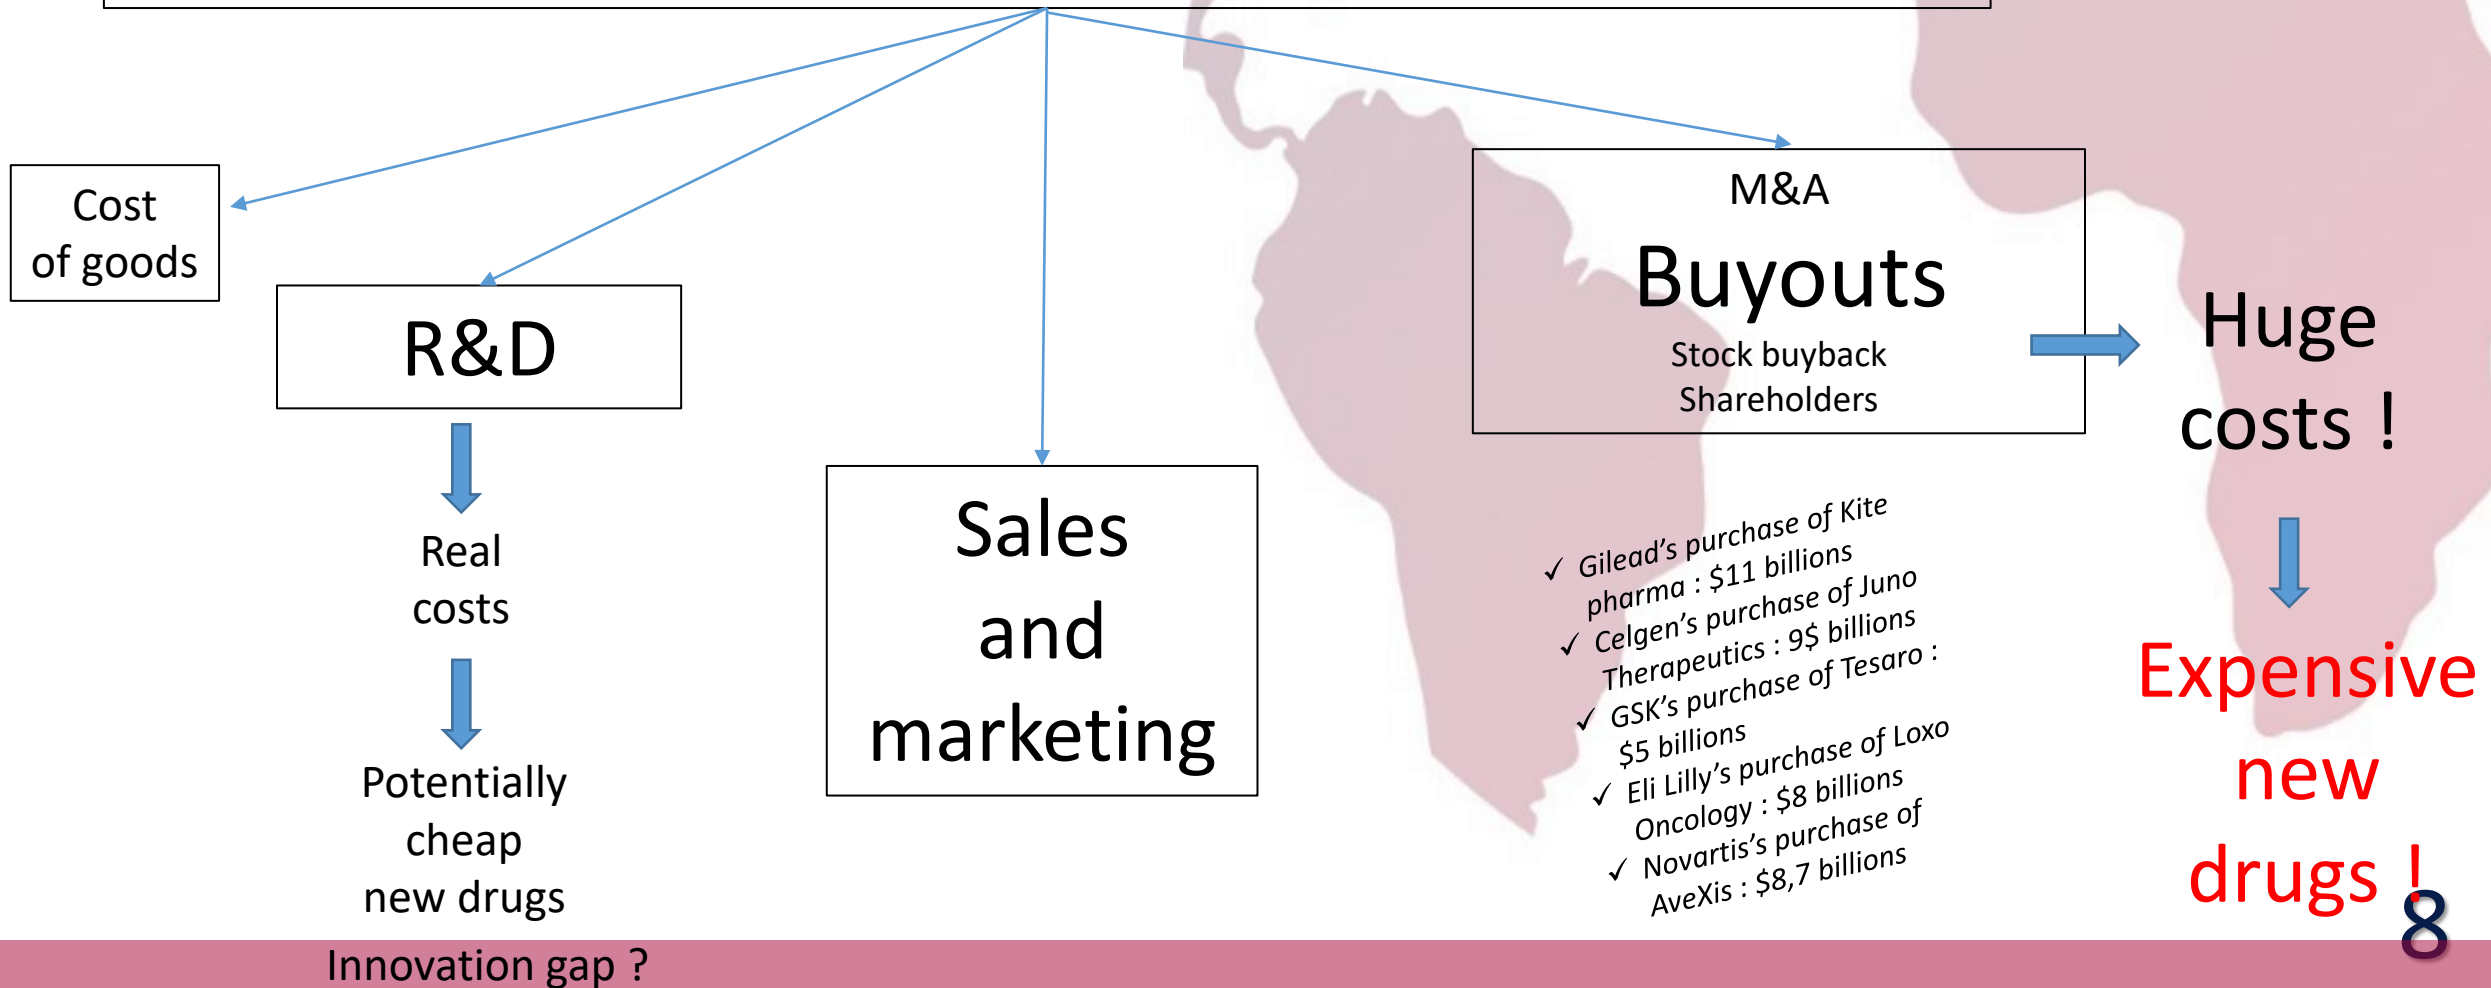 Cost
of goods
R&D
Real
costs
Potentially
cheap
new drugs
Innovation gap ?
Sales
and
marketing
M&A
Buyouts
Stock buyback
Shareholders
✓ Gilead's purchase of Kite
pharma : $11 billions
✓ Celgen's purchase of Juno
Therapeutics : 9$ billions
✓ GSK's purchase of Tesaro :
$5 billions
✓ Eli Lilly's purchase of Loxo
Oncology : $8 billions
✓ Novartis's purchase of
AveXis : $8,7 billions
Huge
costs !
Expensive
new
drugs !
8